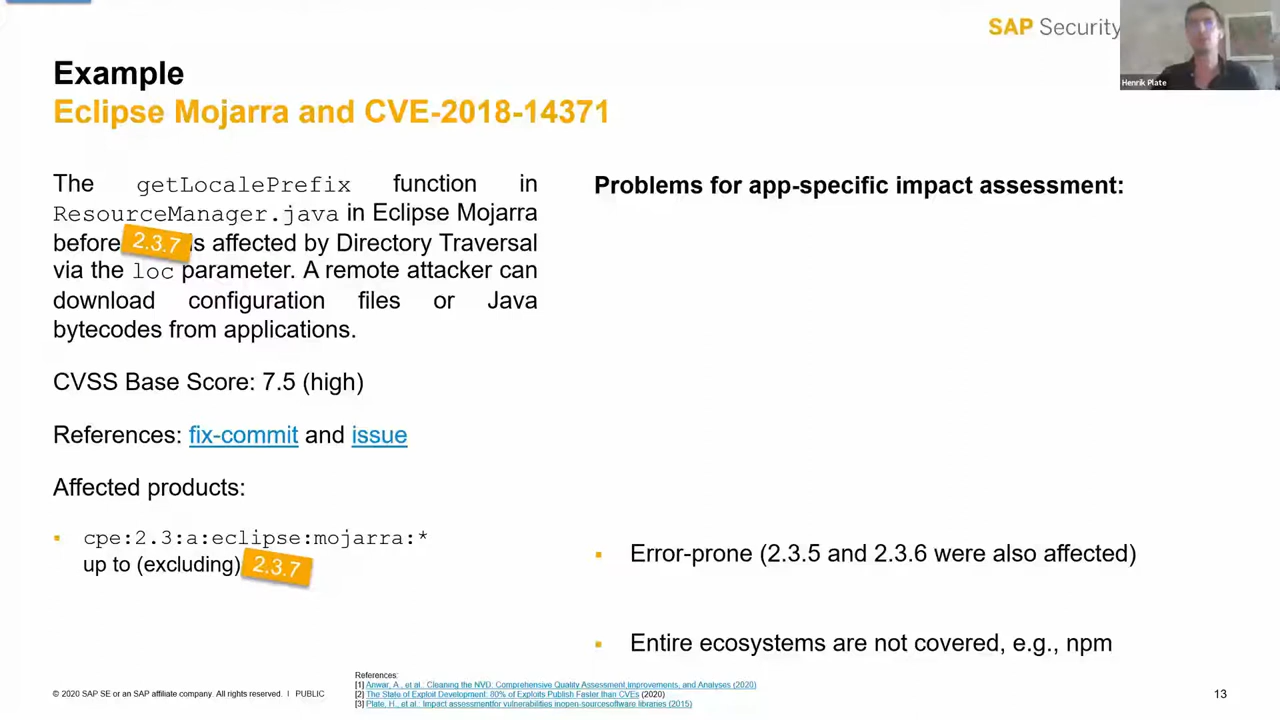 SAP Security
Henrik Plate
Example
Eclipse Mojarra and CVE-2018-14371
The getLocalePrefix function in
ResourceManager.java in Eclipse Mojarra
before 2.3.7 is affected by Directory Traversal
via the loc parameter. A remote attacker can
download configuration files or Java
bytecodes from applications.
CVSS Base Score: 7.5 (high)
References: fix-commit and issue
Affected products:
▪ cpe:2.3:a:eclipse:mojarra:*
up to (excluding) 2.3.7
Problems for app-specific impact assessment:
▪ Error-prone (2.3.5 and 2.3.6 were also affected)
▪ Entire ecosystems are not covered, e.g., npm
References:
[1] Anwar, A., et al.: Cleaning the NVD: Comprehensive Quality Assessment,Improvements, and Analyses (2020)
[2] The State of Exploit Development: 80% of Exploits Publish Faster than CVEs (2020)
[3] Plate, H., et al.: Impact assessmentfor vulnerabilities inopen-sourcesoftware libraries (2015)
© 2020 SAP SE or an SAP affiliate company. All rights reserved. | PUBLIC
13